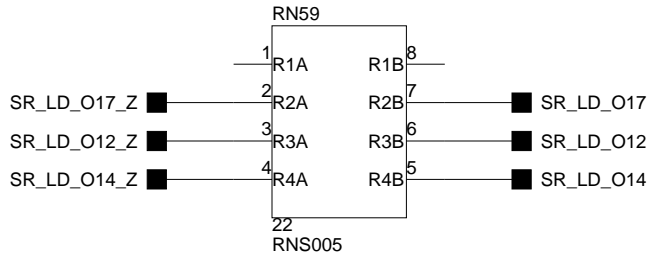 RN59
1 R1A R1B 8
SR_LD_O17_Z 2 R2A R2B 7 SR_LD_O17
SR_LD_O12_Z 3 R3A R3B 6 SR_LD_O12
SR_LD_O14_Z 4 R4A R4B 5 SR_LD_O14
22
RNS005